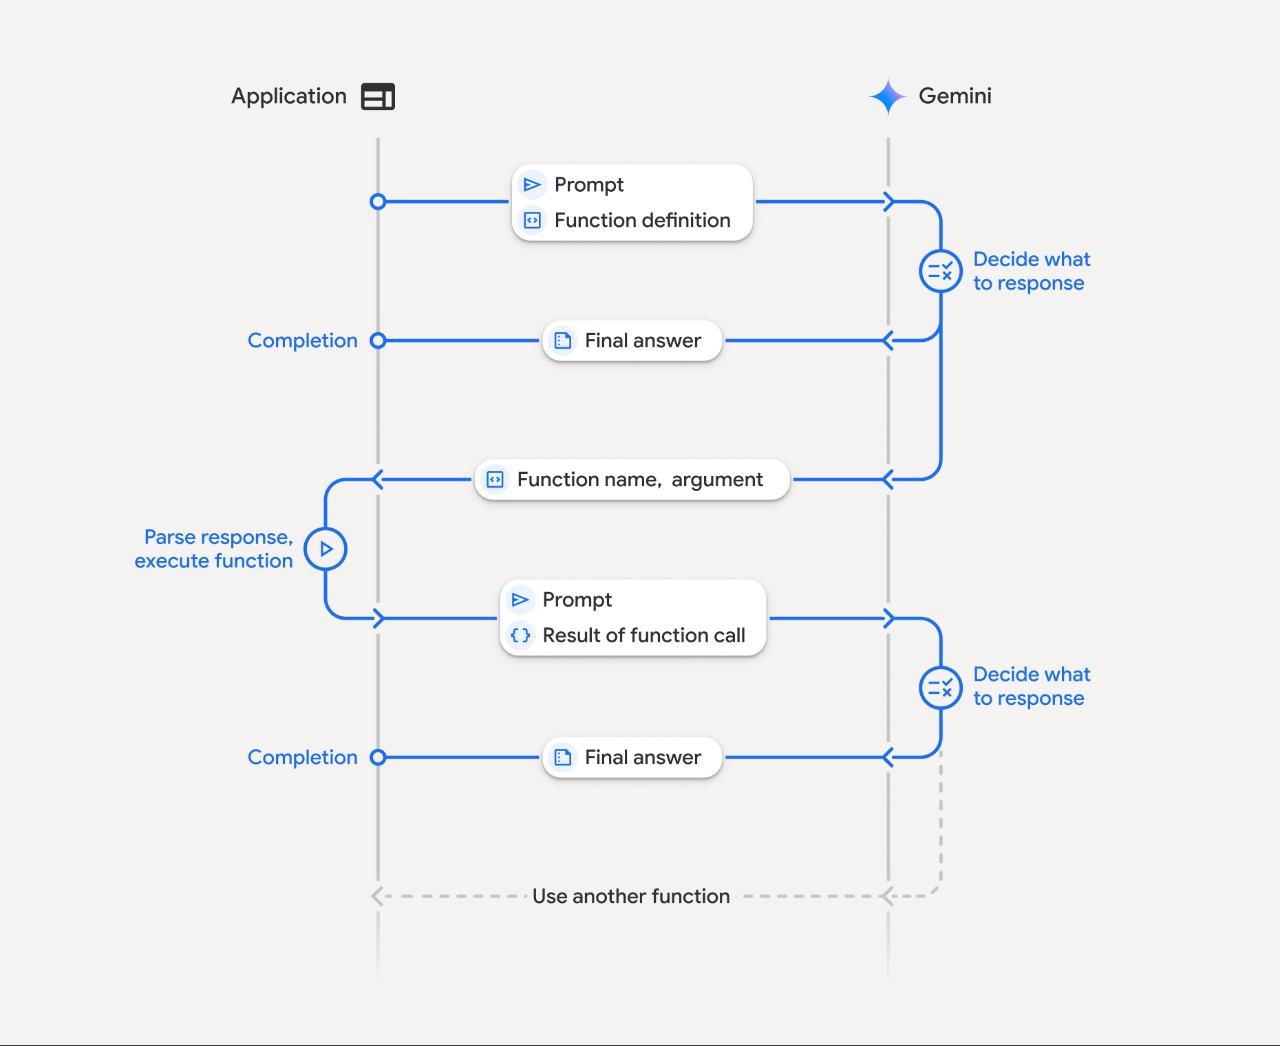 Application
Gemini
Prompt
Function definition
Decide what
to response
Completion
Final answer
Function name,  argument
Parse response,
execute function
Prompt
Result of function call
Decide what
to response
Completion
Final answer
Use another function